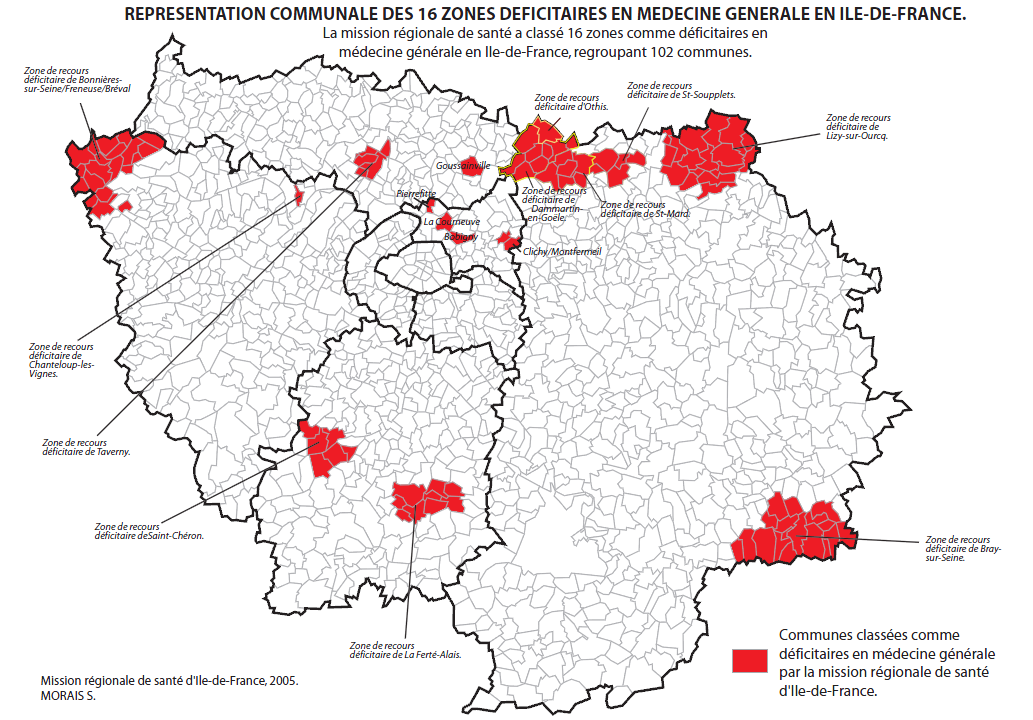 REPRESENTATION COMMUNALE DES 16 ZONES DEFICITAIRES EN MEDECINE GENERALE EN ILE-DE-FRANCE.
La mission régionale de santé a classé 16 zones comme déficitaires en
médecine générale en Ile-de-France, regroupant 102 communes.
Zone de recours
déficitaire de Bonnières-
sur-Seine/Freneuse/Bréval
Zone de recours
déficitaire d'Othis.
Zone de recours
déficitaire de St-Soupplets.
Zone de recours
déficitaire de
Lizy-sur-Ourcq.
Goussainville
Pierrefitte
La Courneuve
Bobigny
Clichy/Montfermeil
Zone de recours
déficitaire de
Dammartin-
en-Goële.
Zone de recours
déficitaire de St-Mard.
Zone de recours
déficitaire de
Chanteloup-les-
Vignes.
Zone de recours
déficitaire de Taverny.
Zone de recours
déficitaire deSaint-Chéron.
Zone de recours
déficitaire de Bray-
sur-Seine.
Zone de recours
déficitaire de La Ferté-Alais.
Communes classées comme
déficitaires en médecine générale
par la mission régionale de santé
d'Ile-de-France.
Mission régionale de santé d'Ile-de-France, 2005.
MORAIS S.